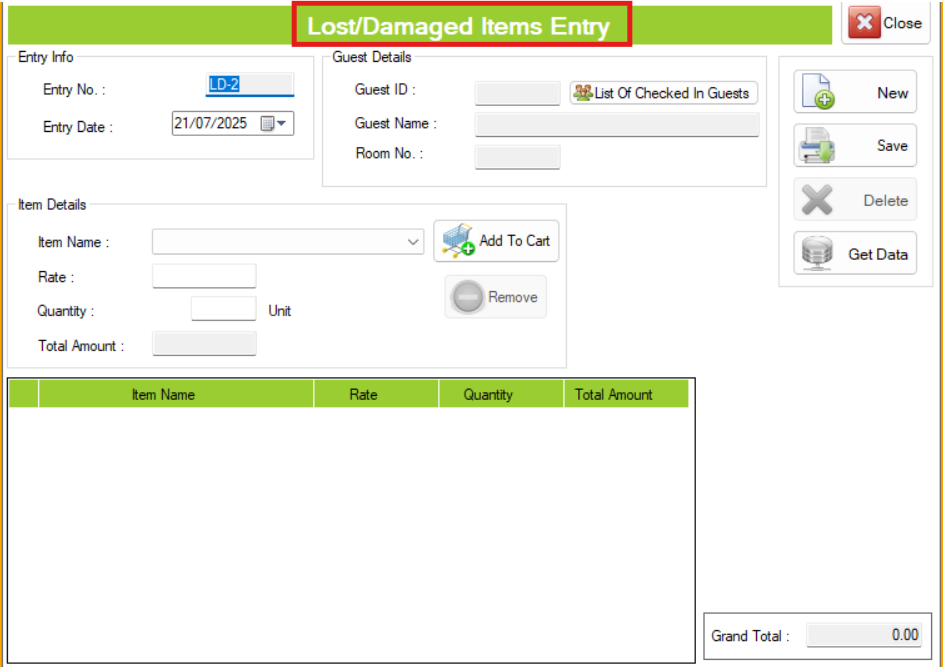 Lost/Damaged Items Entry
Close
Entry Info
Entry No. :
LD-2
Entry Date :
21/07/2025
Guest Details
Guest ID :
List Of Checked In Guests
Guest Name :
Room No. :
New
Save
Delete
Get Data
Item Details
Item Name :
Add To Cart
Rate :
Remove
Quantity :
Unit
Total Amount :
Item Name Rate Quantity Total Amount
Grand Total : 0.00